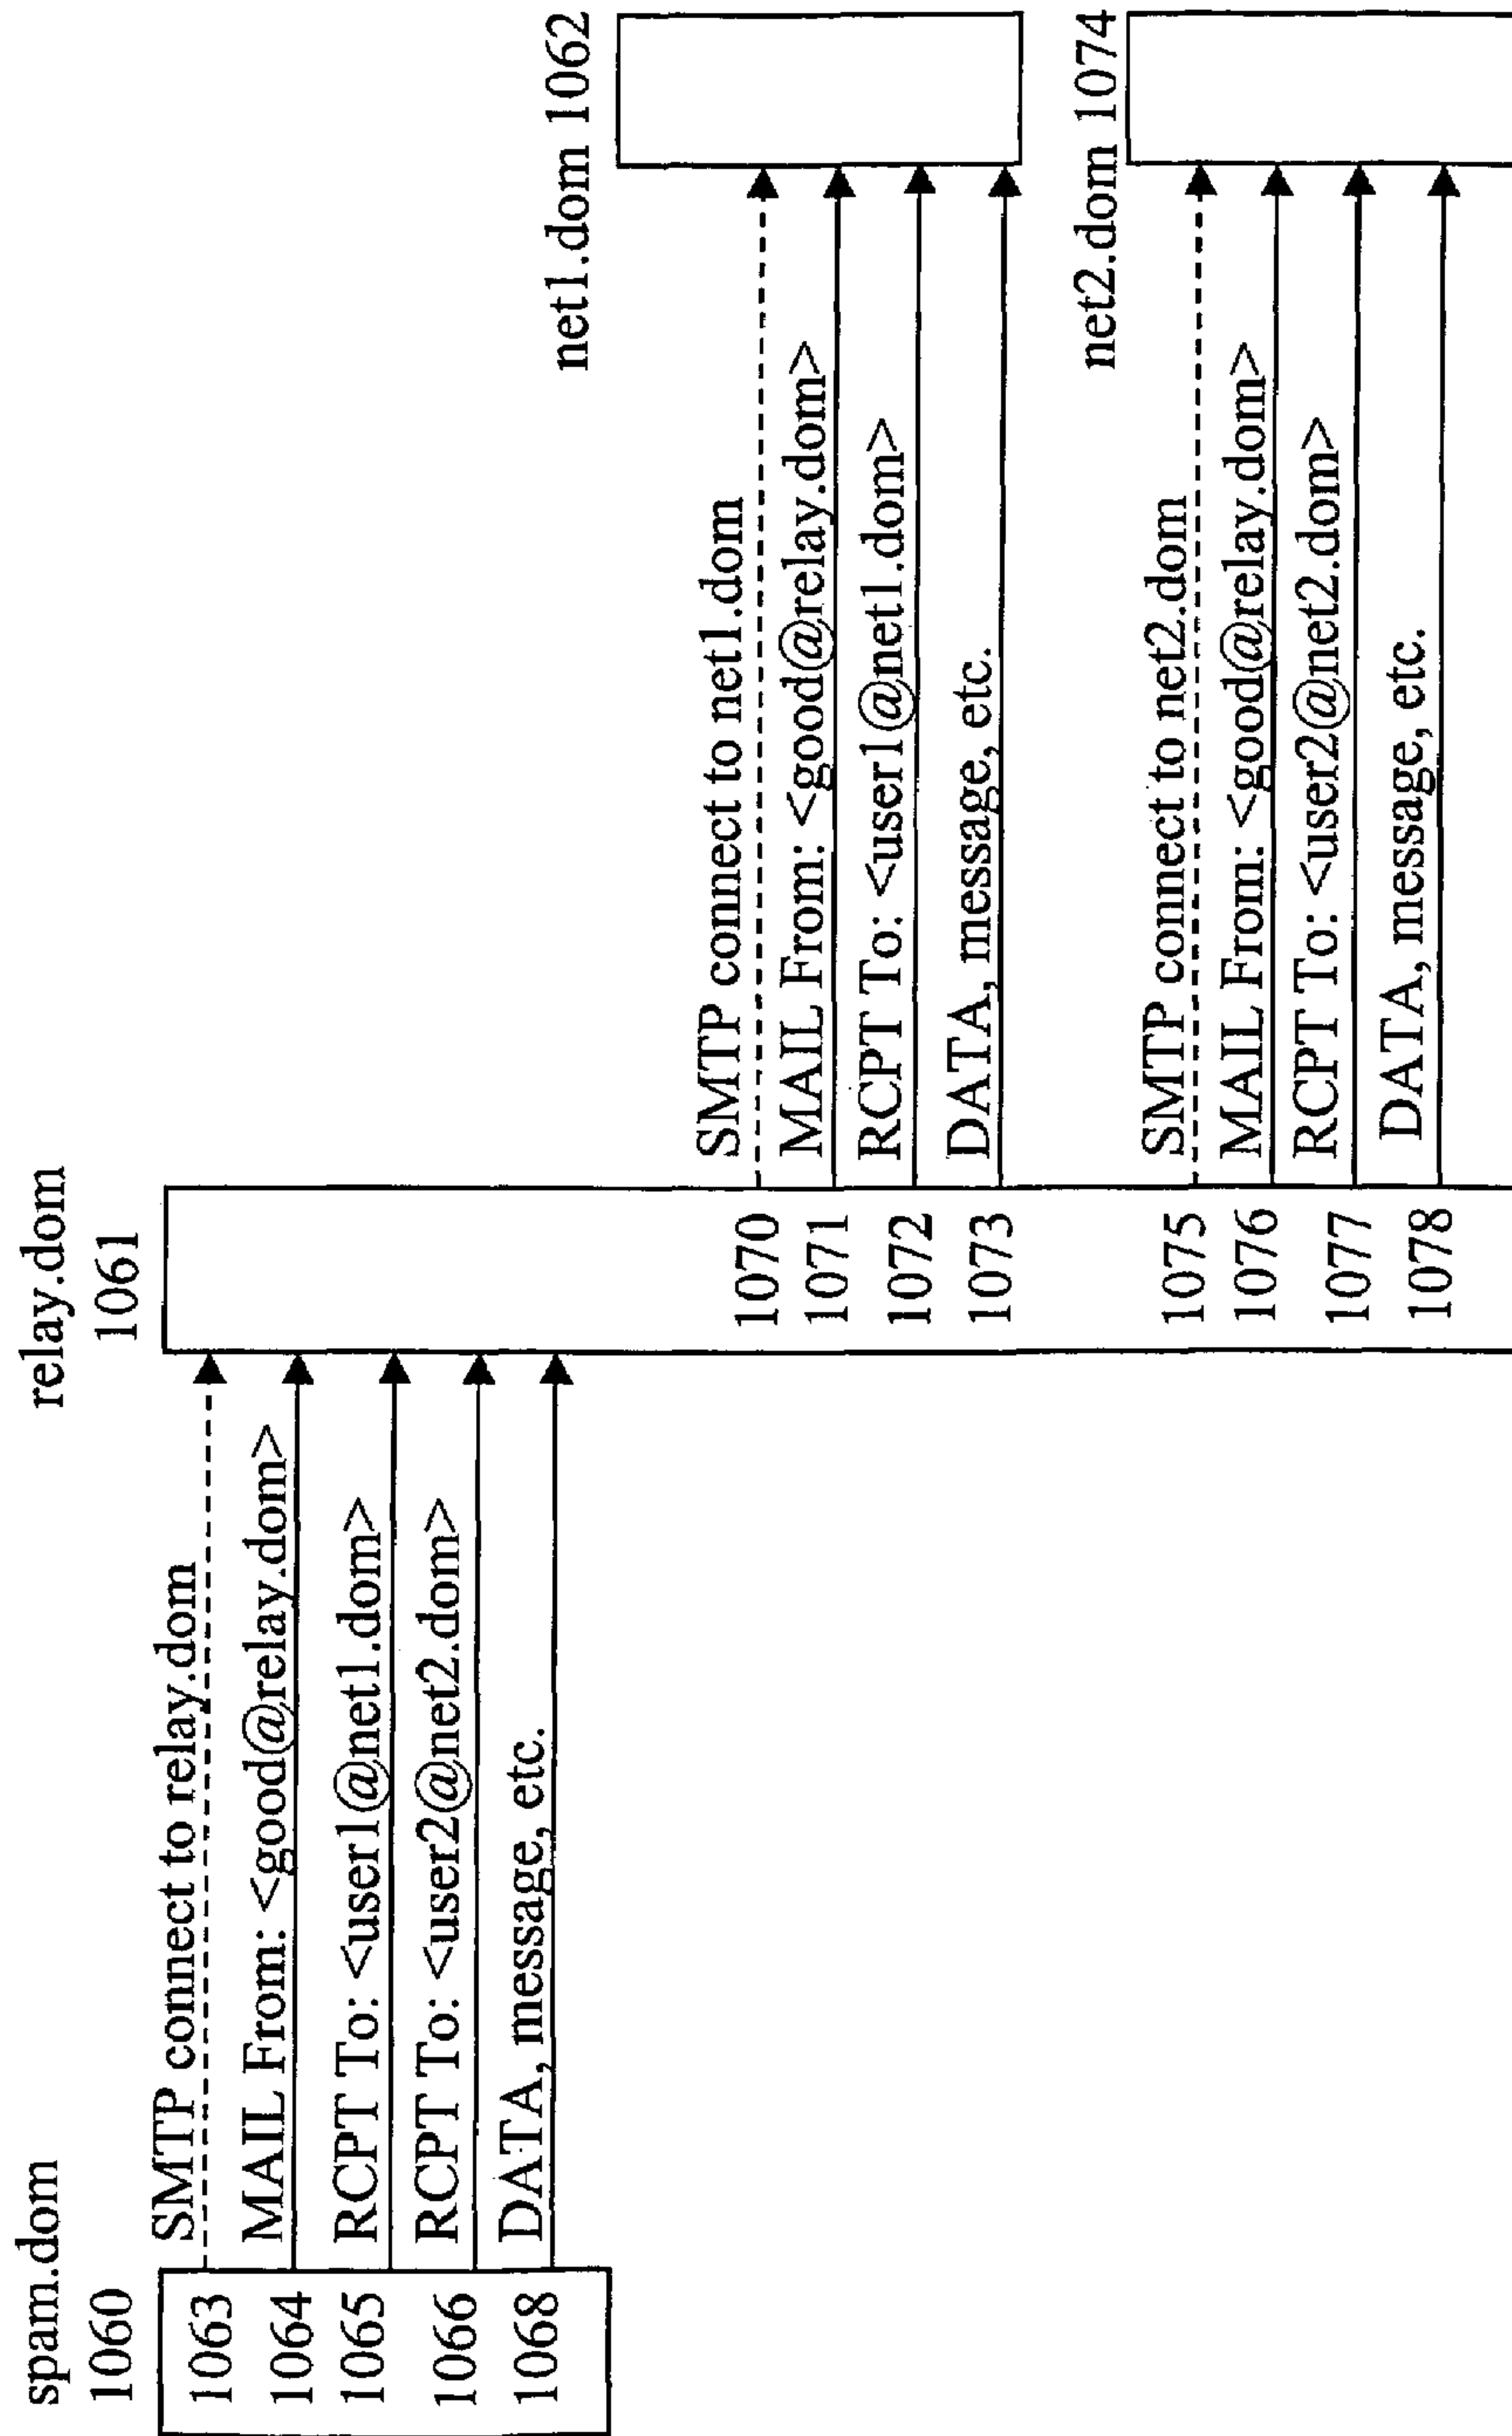 spam.dom
1060
relay.dom
1061
1063
SMTP connect to relay.dom
1064
MAIL From: <good@relay.dom>
1065
RCPT To: <user1@net1.dom>
1066
RCPT To: <user2@net2.dom>
1068
DATA, message, etc.
net1.dom 1062
1070
SMTP connect to net1.dom
1071
MAIL From: <good@relay.dom>
1072
RCPT To: <user1@net1.dom>
1073
DATA, message, etc.
net2.dom 1074
1075
SMTP connect to net2.dom
1076
MAIL From: <good@relay.dom>
1077
RCPT To: <user2@net2.dom>
1078
DATA, message, etc.